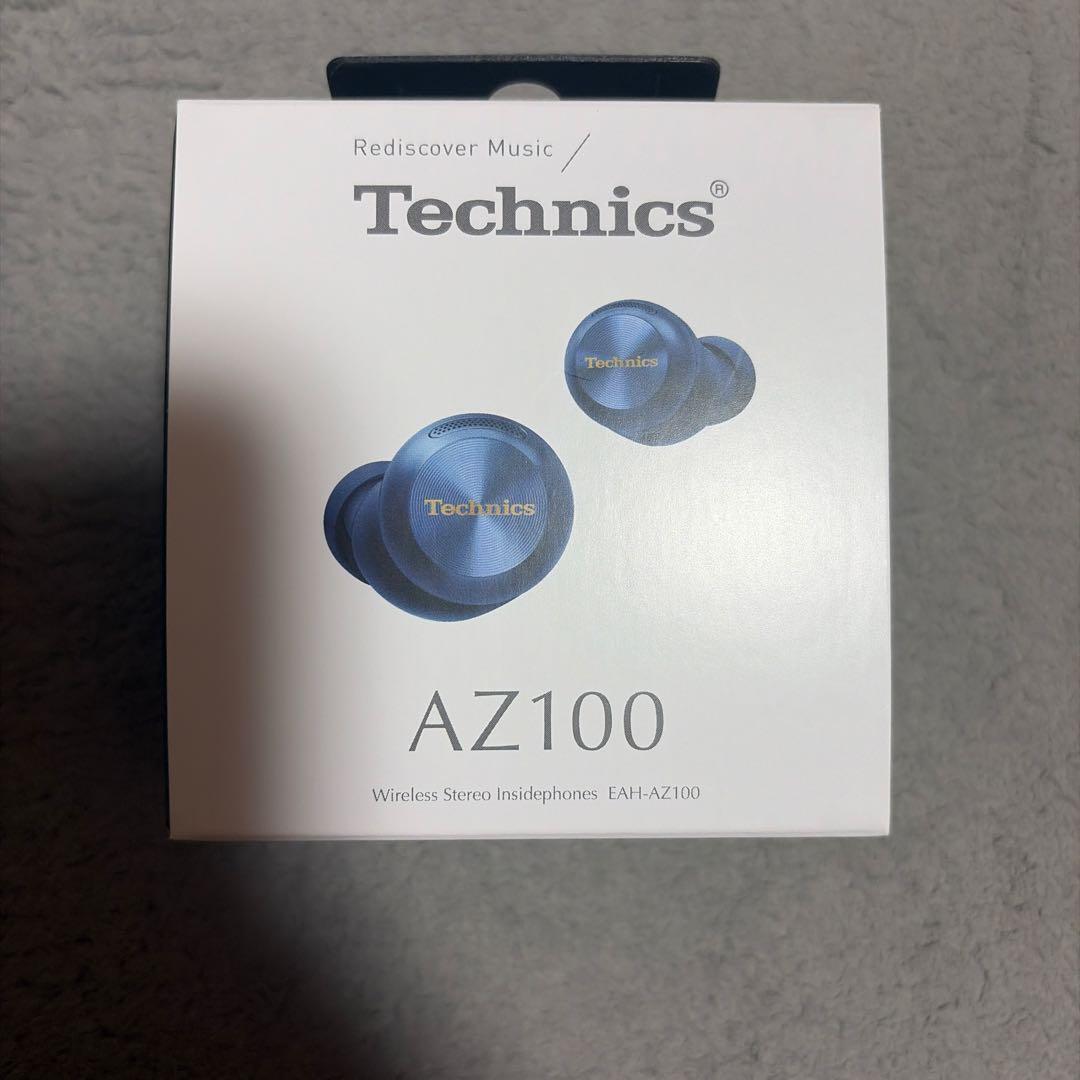 Rediscover Music
Technics®
Technics
Technics
AZ100
Wireless Stereo Insidephones EAH-AZ100